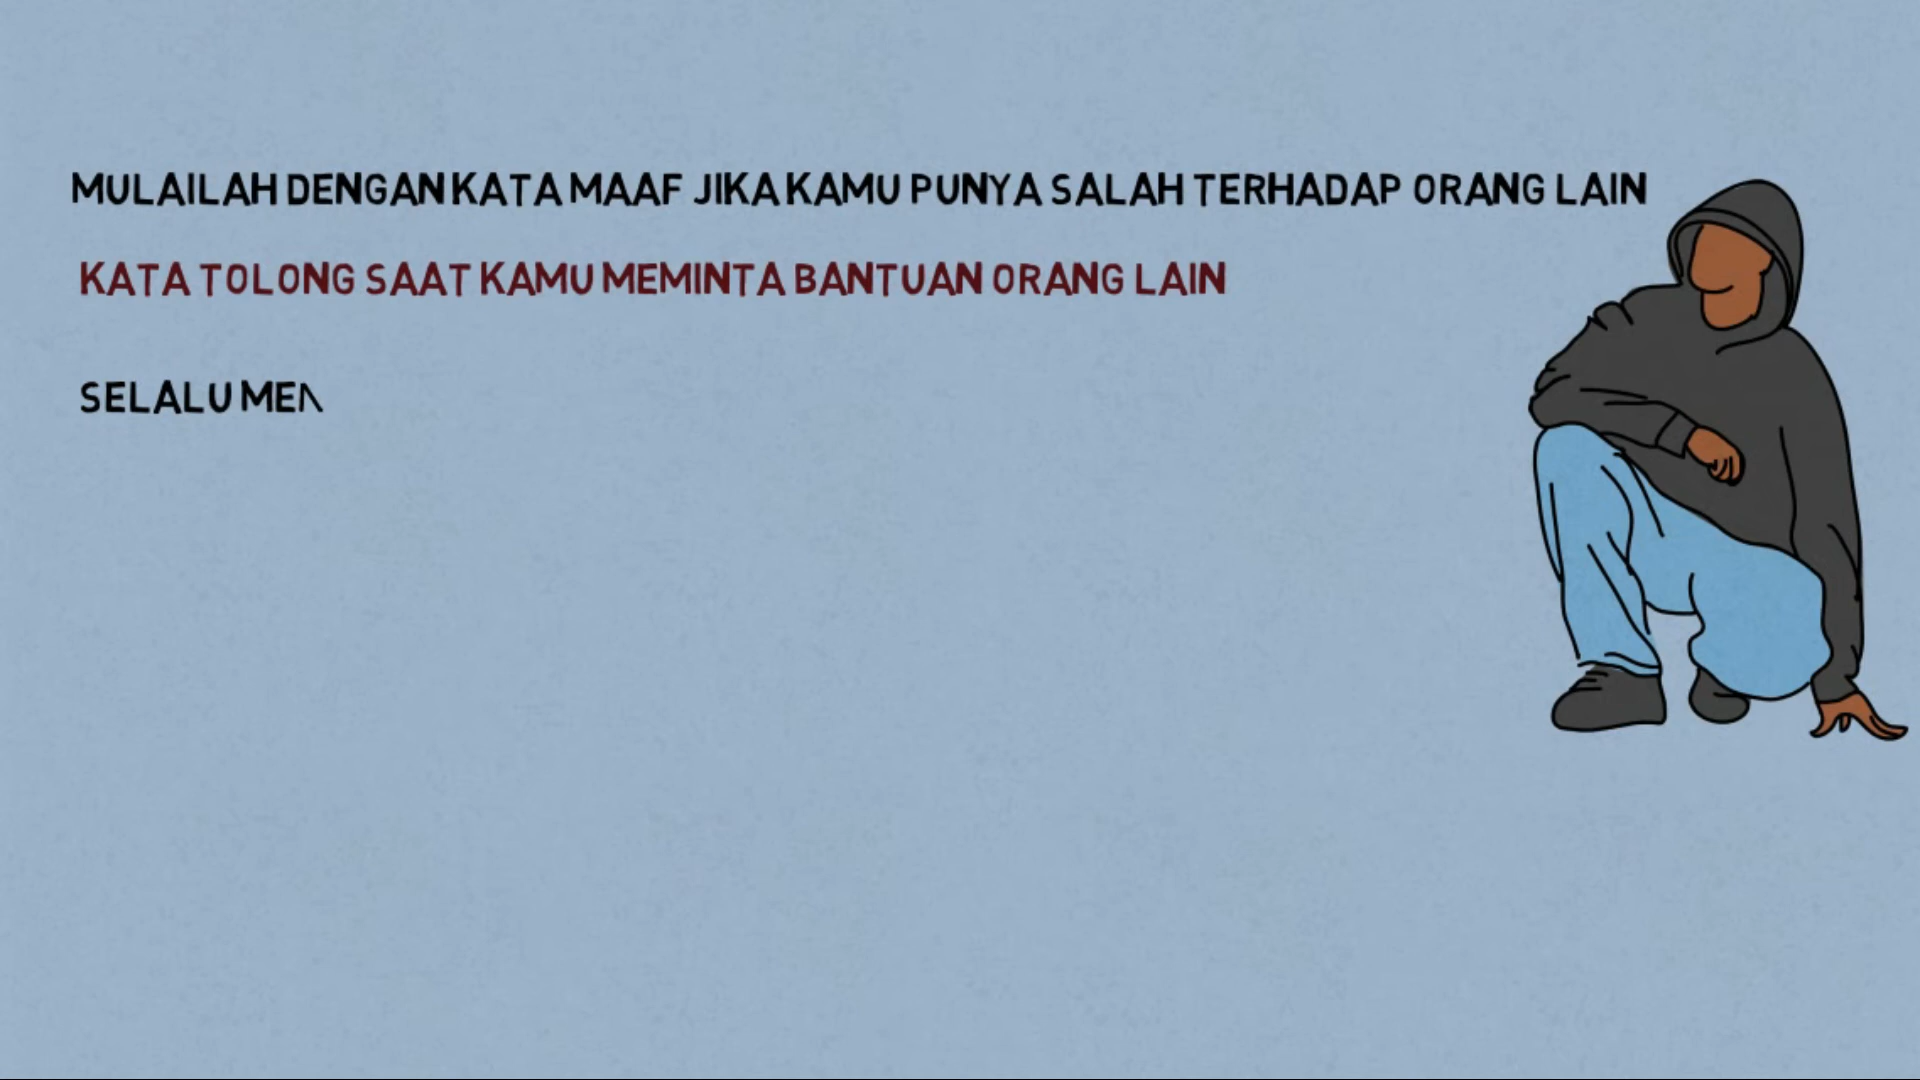 MULAILAH DENGAN KATA MAAF JIKA KAMU PUNYA SALAH TERHADAP ORANG LAIN
KATA TOLONG SAAT KAMU MEMINTA BANTUAN ORANG LAIN
SELALU MEN